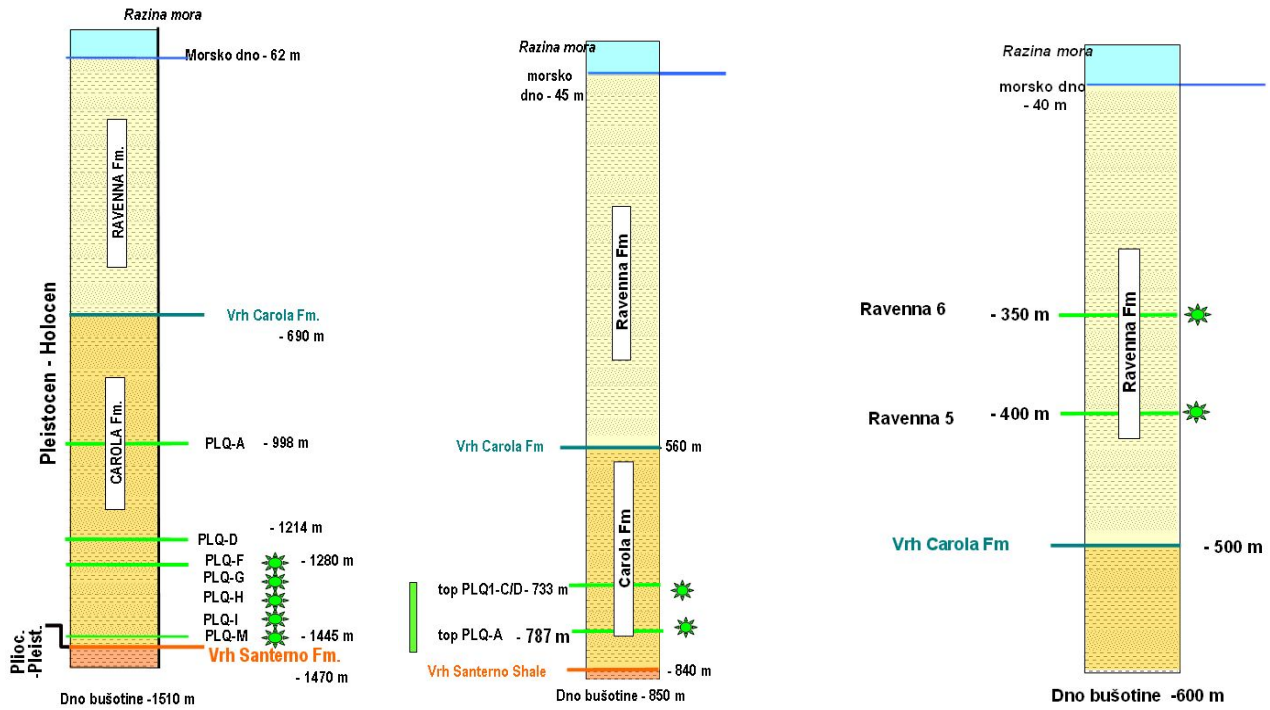 Razina mora
Morsko dno - 62 m
RAVENNA Fm.
Vrh Carola Fm.
- 690 m
Pleistocen - Holocen
CAROLA Fm.
PLQ-A - 998 m
- 1214 m
PLQ-D
PLQ-F - 1280 m
PLQ-G
PLQ-H
PLQ-I
PLQ-M - 1445 m
Plioc.
-Pleist.
Vrh Santerno Fm.
- 1470 m
Dno bušotine -1510 m
Razina mora
morsko
dno - 45 m
Ravenna Fm
Vrh Carola Fm 560 m
Carola Fm
top PLQ1-C/D - 733 m
top PLQ-A - 787 m
Vrh Santerno Shale - 840 m
Dno bušotine - 850 m
Razina mora
morsko dno
- 40 m
Ravenna Fm
Ravenna 6 - 350 m
Ravenna 5 - 400 m
Vrh Carola Fm - 500 m
Dno bušotine -600 m